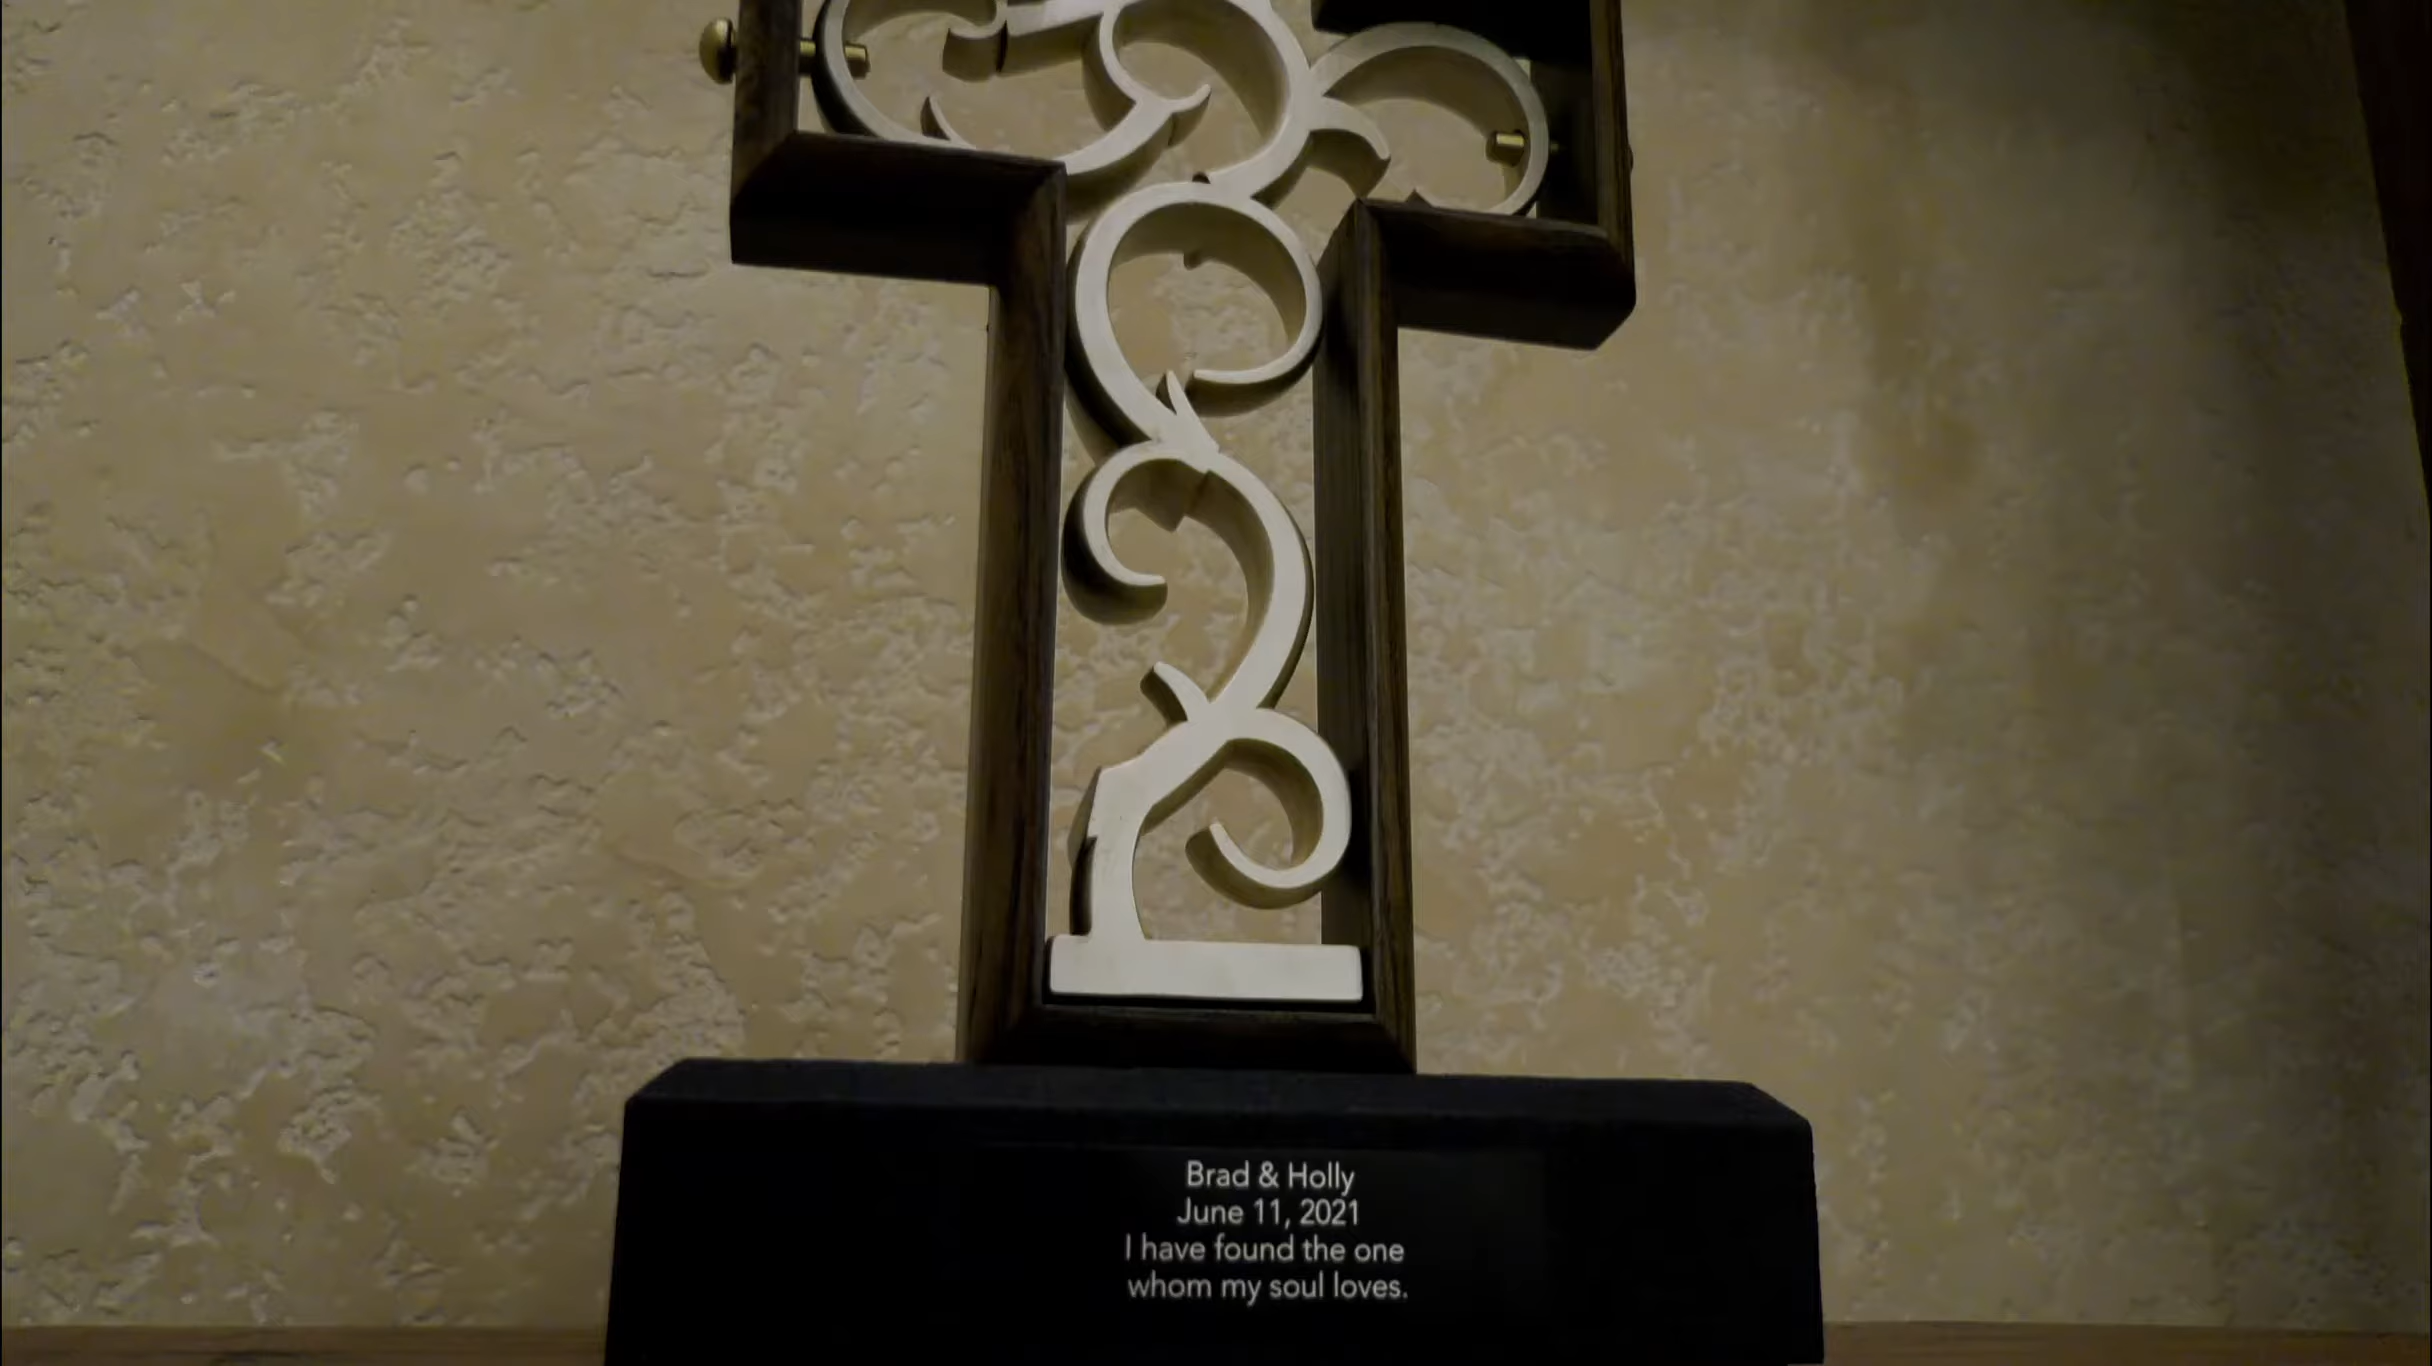 Brad & Holly
June 11, 2021
I have found the one
whom my soul loves.